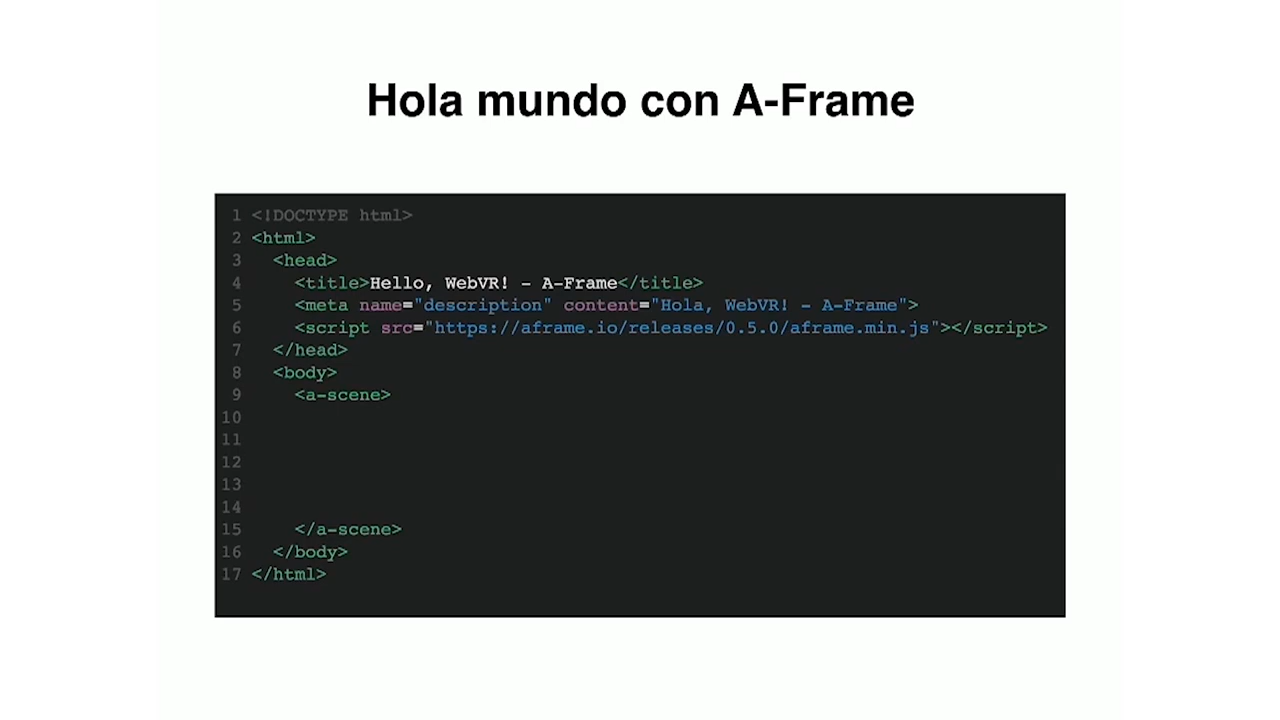 Hola mundo con A-Frame
1 <!DOCTYPE html>
2 <html>
3 <head>
4 <title>Hello, WebVR! - A-Frame</title>
5 <meta name="description" content="Hola, WebVR! - A-Frame">
6 <script src="https://aframe.io/releases/0.5.0/aframe.min.js"></script>
7 </head>
8 <body>
9 <a-scene>
10
11
12
13
14
15 </a-scene>
16 </body>
17 </html>